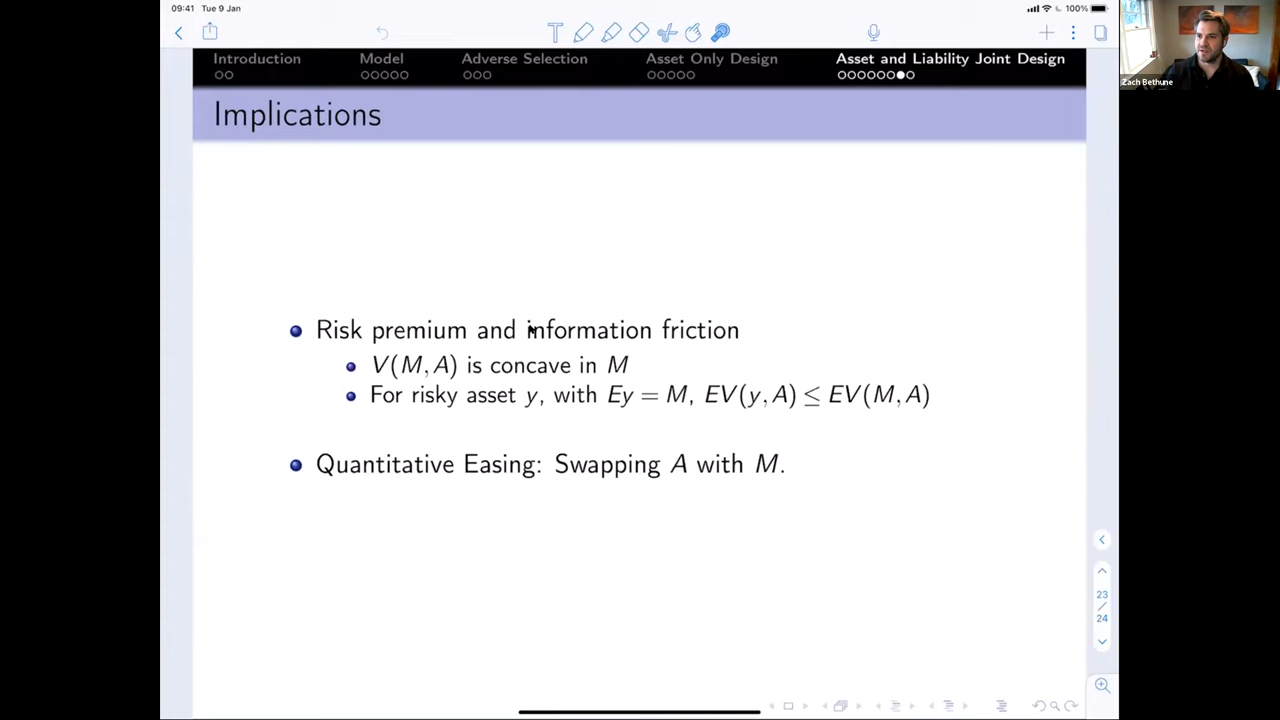 09:41 Tue 9 Jan
100%
Introduction
Model
Adverse Selection
Asset Only Design
Asset and Liability Joint Design
Zach Bethune
Implications
Risk premium and information friction
V(M, A) is concave in M
For risky asset y, with Ey = M, EV(y, A) ≤ EV(M, A)
Quantitative Easing: Swapping A with M.
23
/
24